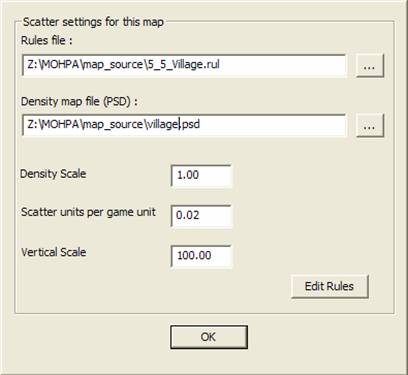 Scatter settings for this map
Rules file :
Z:\MOHPA\map_source\5_5_Village.rul ...
Density map file (PSD) :
Z:\MOHPA\map_source\village.psd ...
Density Scale 1.00
Scatter units per game unit 0.02
Vertical Scale 100.00
Edit Rules
OK